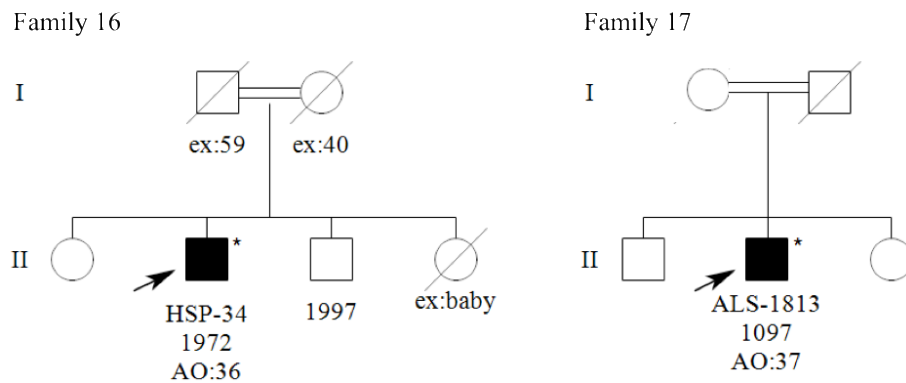 Family 16
Family 17
I
ex:59
ex:40
I
II
*
ex:baby
HSP-34
1972
AO:36
1997
II
*
ALS-1813
1097
AO:37